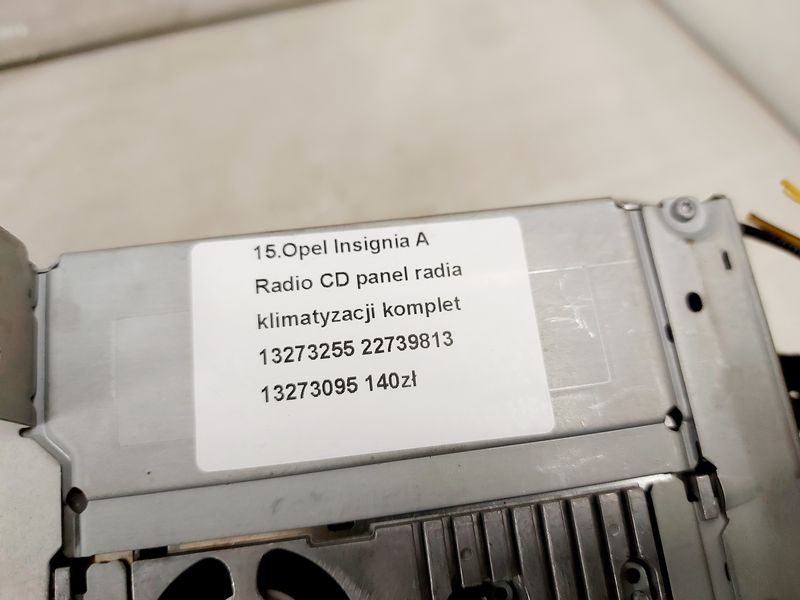 15.Opel Insignia A
Radio CD panel radia
klimatyzacji komplet
13273255 22739813
13273095 140zł